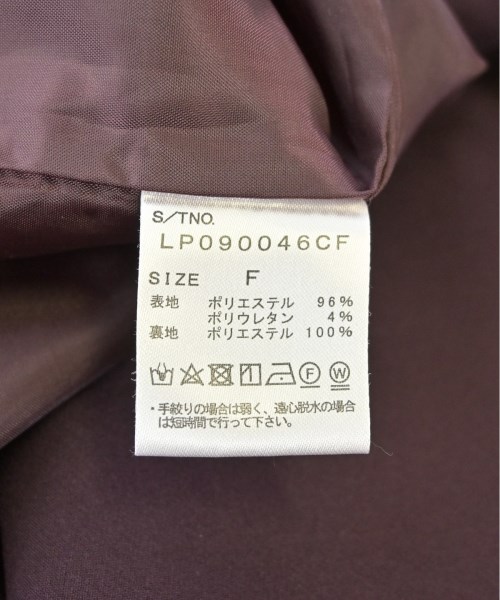 S/TNO.
LP090046CF
SIZE F
表地 ポリエステル 96%
ポリウレタン 4%
裏地 ポリエステル 100%
F W
・手絞りの場合は弱く、遠心脱水の場合
は短時間で行って下さい。